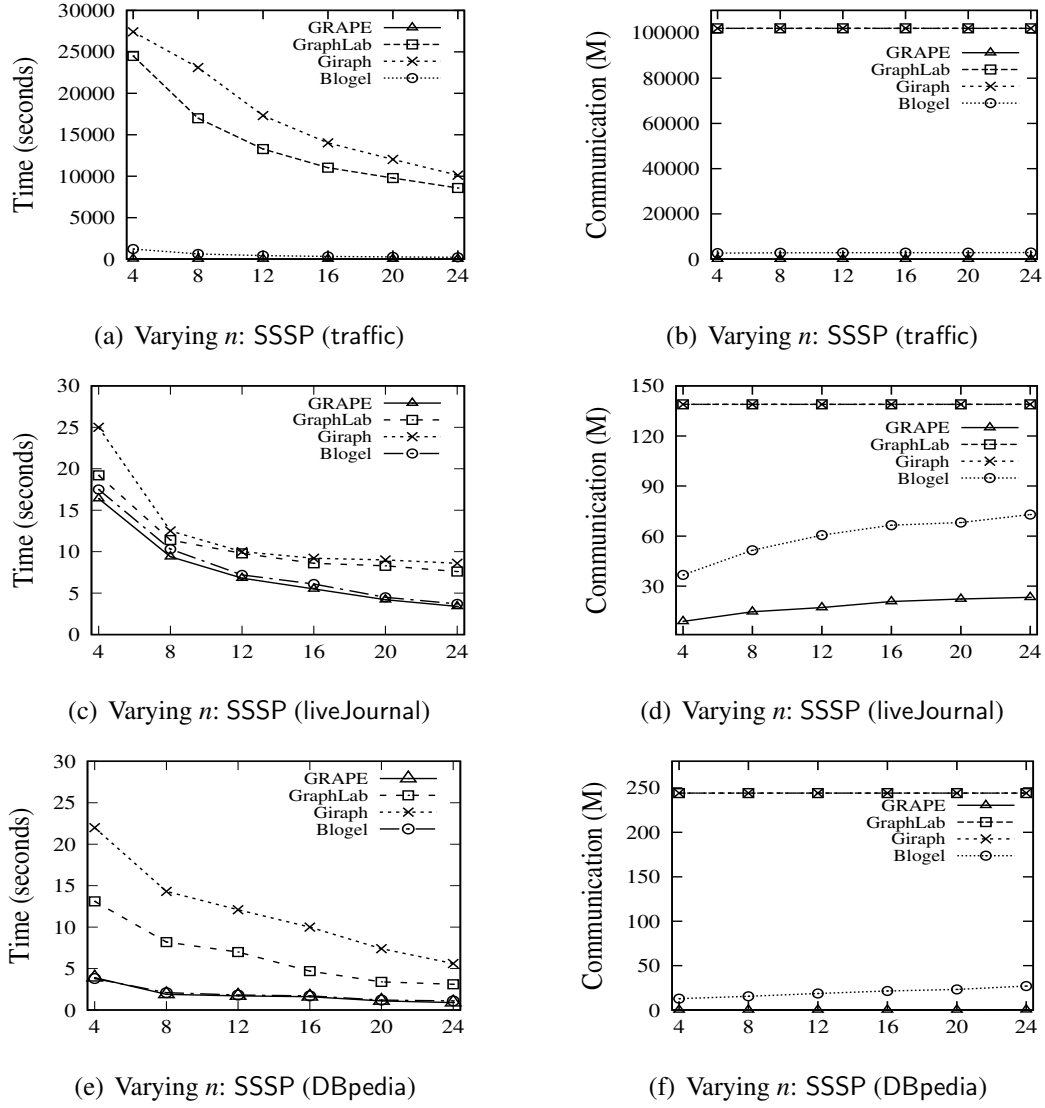 Time (seconds)
30000
25000
20000
15000
10000
5000
0
4 8 12 16 20 24
GRAPE
GraphLab
Giraph
Blogel
(a) Varying n: SSSP (traffic)
Communication (M)
100000
80000
60000
40000
20000
0
4 8 12 16 20 24
GRAPE
GraphLab
Giraph
Blogel
(b) Varying n: SSSP (traffic)
Time (seconds)
30
25
20
15
10
5
0
4 8 12 16 20 24
GRAPE
GraphLab
Giraph
Blogel
(c) Varying n: SSSP (liveJournal)
Communication (M)
150
120
90
60
30
4 8 12 16 20 24
GRAPE
GraphLab
Giraph
Blogel
(d) Varying n: SSSP (liveJournal)
Time (seconds)
30
25
20
15
10
5
0
4 8 12 16 20 24
GRAPE
GraphLab
Giraph
Blogel
(e) Varying n: SSSP (DBpedia)
Communication (M)
250
200
150
100
50
0
4 8 12 16 20 24
GRAPE
GraphLab
Giraph
Blogel
(f) Varying n: SSSP (DBpedia)